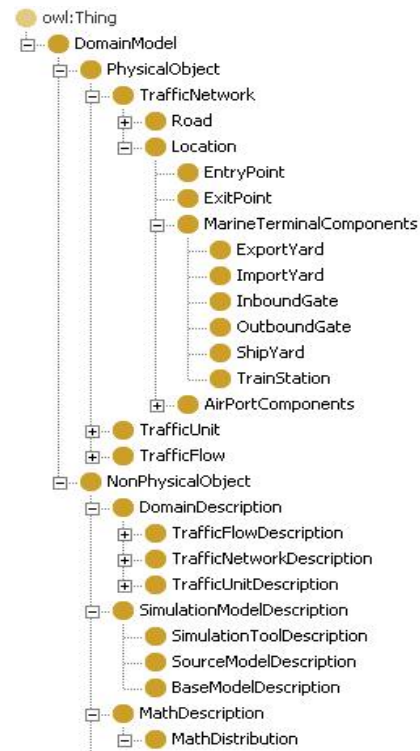 owl:Thing
DomainModel
PhysicalObject
TrafficNetwork
Road
Location
EntryPoint
ExitPoint
MarineTerminalComponents
ExportYard
ImportYard
InboundGate
OutboundGate
ShipYard
TrainStation
AirPortComponents
TrafficUnit
TrafficFlow
NonPhysicalObject
DomainDescription
TrafficFlowDescription
TrafficNetworkDescription
TrafficUnitDescription
SimulationModelDescription
SimulationToolDescription
SourceModelDescription
BaseModelDescription
MathDescription
MathDistribution